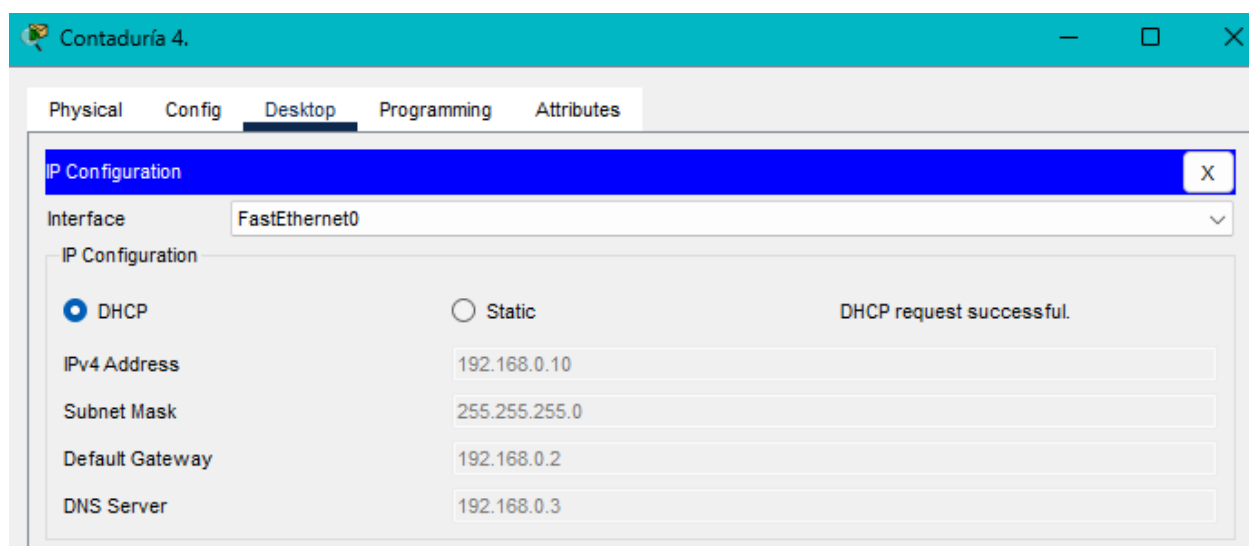 Contaduría 4.
Physical Config Desktop Programming Attributes
IP Configuration X
Interface FastEthernet0
IP Configuration
DHCP Static DHCP request successful.
IPv4 Address 192.168.0.10
Subnet Mask 255.255.255.0
Default Gateway 192.168.0.2
DNS Server 192.168.0.3